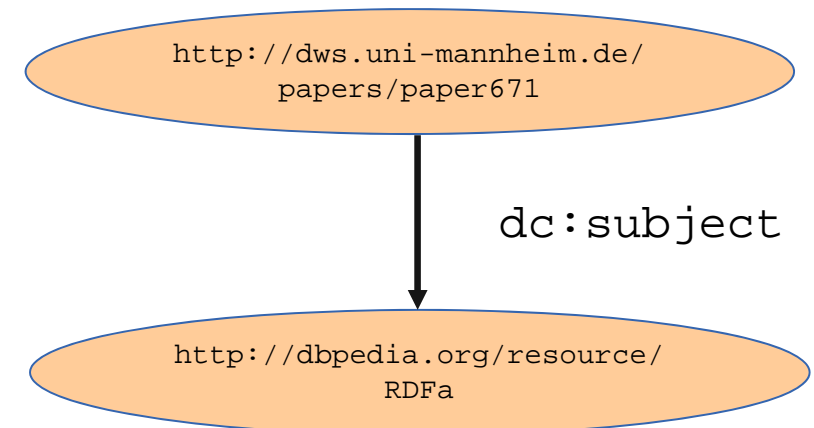 http://dws.uni-mannheim.de/
papers/paper671
dc:subject
http://dbpedia.org/resource/
RDFa